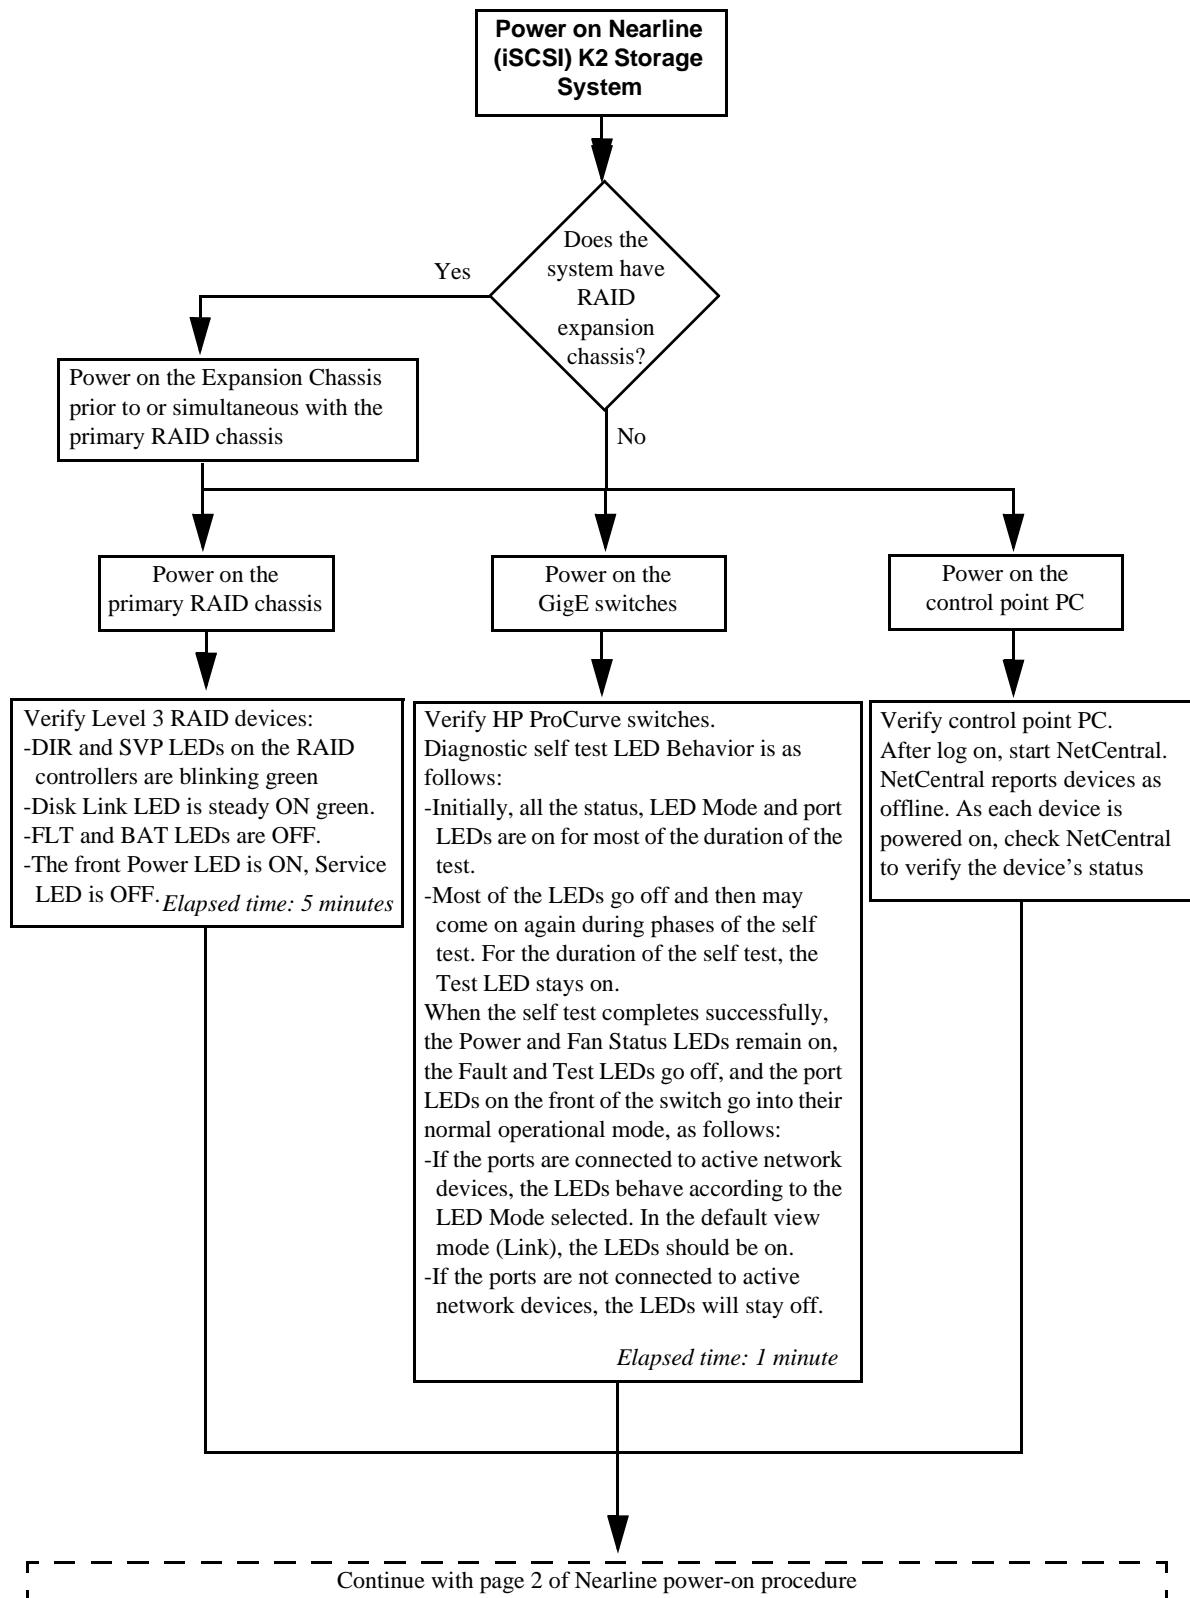 Power on Nearline
(iSCSI) K2 Storage
System
Does the
system have
RAID
expansion
chassis?
Yes
No
Power on the Expansion Chassis
prior to or simultaneous with the
primary RAID chassis
Power on the
primary RAID chassis
Power on the
GigE switches
Power on the
control point PC
Verify Level 3 RAID devices:
-DIR and SVP LEDs on the RAID
controllers are blinking green
-Disk Link LED is steady ON green.
-FLT and BAT LEDs are OFF.
-The front Power LED is ON, Service
LED is OFF.
Elapsed time: 5 minutes
Verify HP ProCurve switches.
Diagnostic self test LED Behavior is as
follows:
-Initially, all the status, LED Mode and port
LEDs are on for most of the duration of the
test.
-Most of the LEDs go off and then may
come on again during phases of the self
test. For the duration of the self test, the
Test LED stays on.
When the self test completes successfully,
the Power and Fan Status LEDs remain on,
the Fault and Test LEDs go off, and the port
LEDs on the front of the switch go into their
normal operational mode, as follows:
-If the ports are connected to active network
devices, the LEDs behave according to the
LED Mode selected. In the default view
mode (Link), the LEDs should be on.
-If the ports are not connected to active
network devices, the LEDs will stay off.
Elapsed time: 1 minute
Verify control point PC.
After log on, start NetCentral.
NetCentral reports devices as
offline. As each device is
powered on, check NetCentral
to verify the device’s status
Continue with page 2 of Nearline power-on procedure